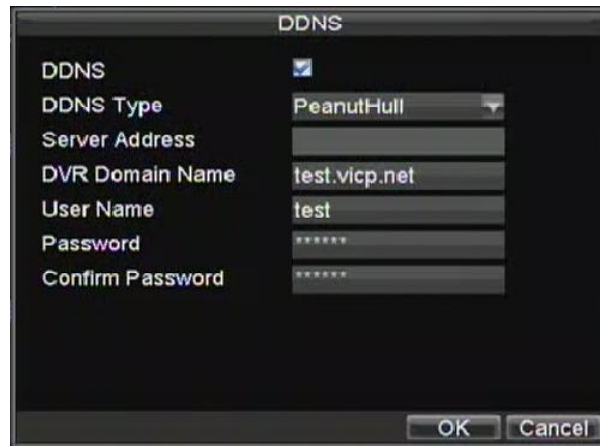 DDNS
DDNS
DDNS Type PeanutHull
Server Address
DVR Domain Name test.vicp.net
User Name test
Password ******
Confirm Password ******
OK Cancel